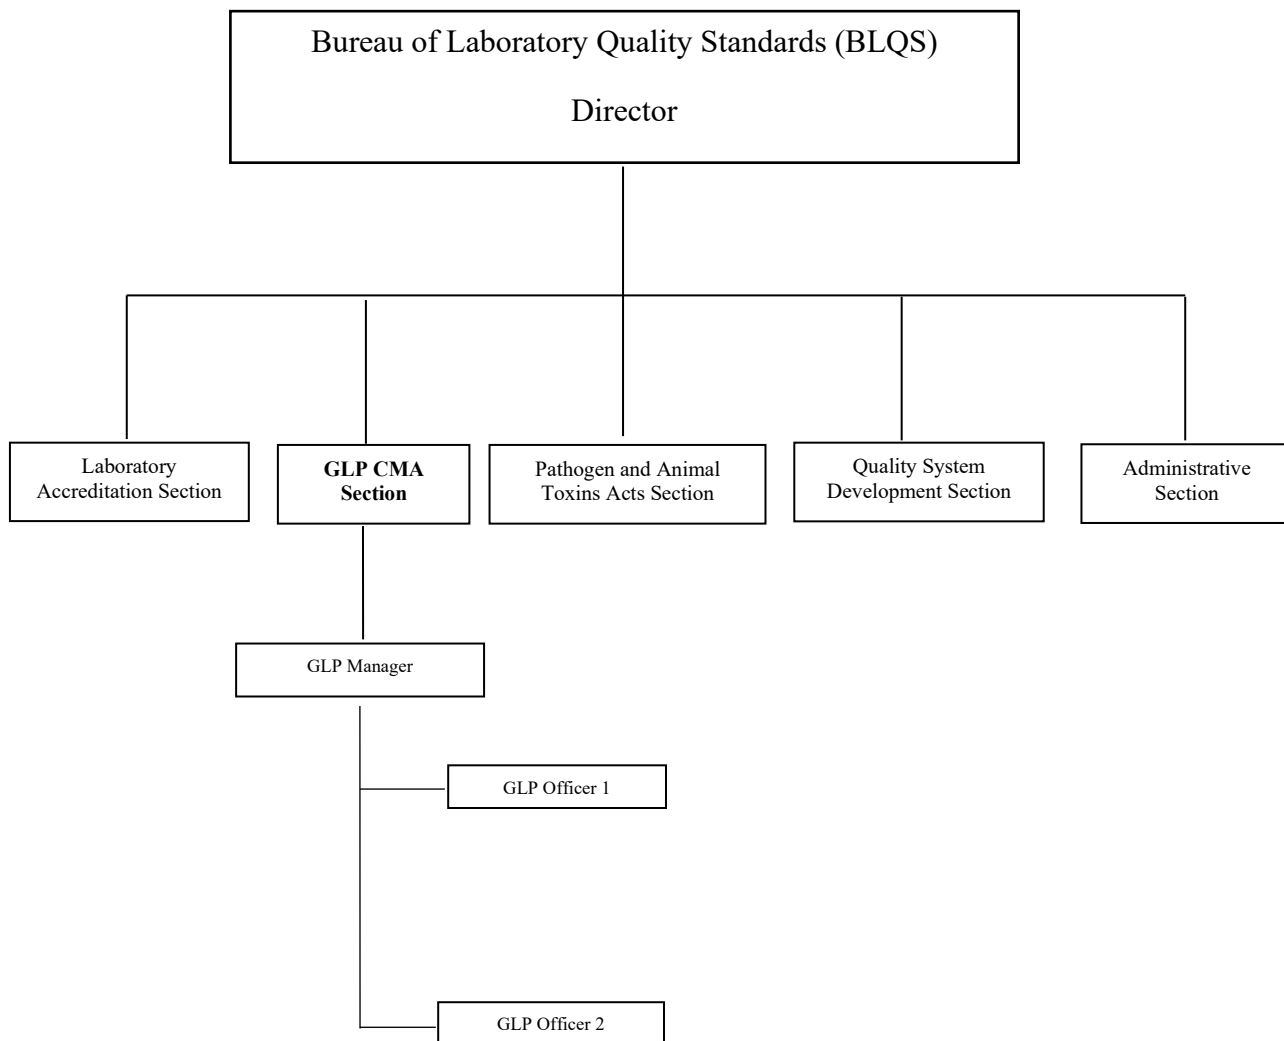 Bureau of Laboratory Quality Standards (BLQS)
Director
Laboratory
Accreditation Section
GLP CMA
Section
Pathogen and Animal
Toxins Acts Section
Quality System
Development Section
Administrative
Section
GLP Manager
GLP Officer 1
GLP Officer 2